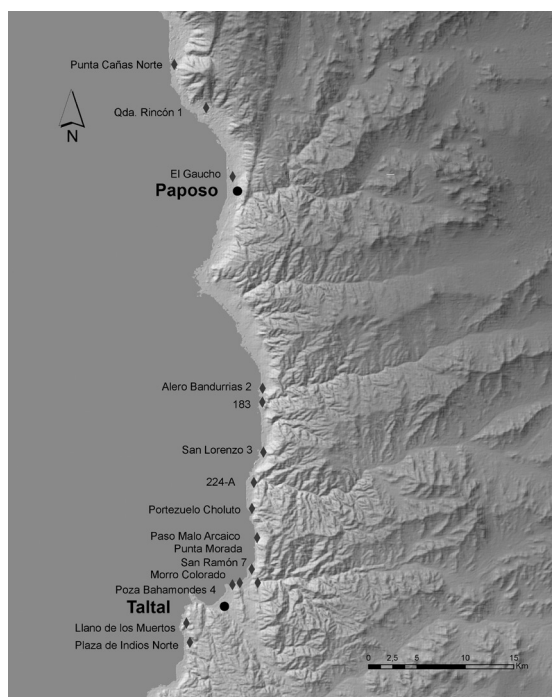 Punta Cañas Norte
N
Qda. Rincón 1
El Gaucho
Paposo
Alero Bandurrias 2
183
San Lorenzo 3
224-A
Portezuelo Choluto
Paso Malo Arcaico
Punta Morada
San Ramón 7
Morro Colorado
Poza Bahamondes 4
Taltal
Llano de los Muertos
Plaza de Indios Norte
0 2,5 5 10 15
Km